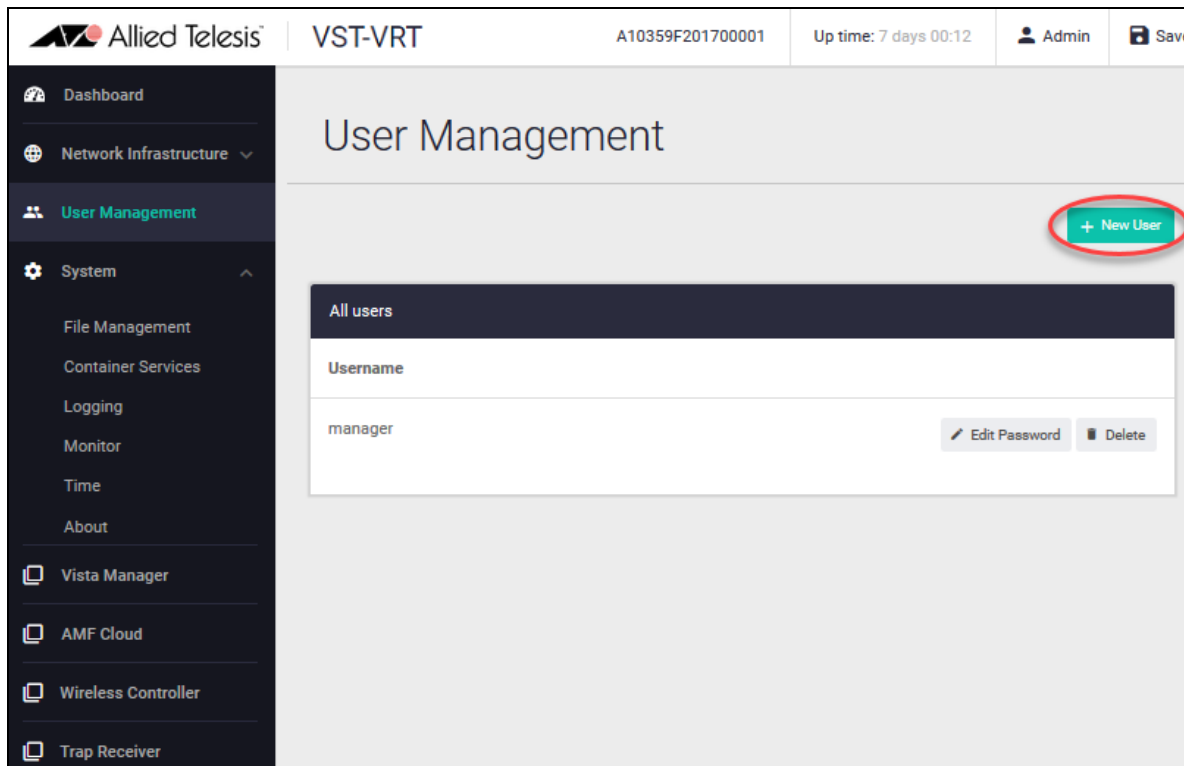 Allied Telesis
VST-VRT
A10359F201700001
Up time: 7 days 00:12
Admin
Save
Dashboard
Network Infrastructure
User Management
System
File Management
Container Services
Logging
Monitor
Time
About
Vista Manager
AMF Cloud
Wireless Controller
Trap Receiver
User Management
+ New User
All users
Username
manager
Edit Password
Delete